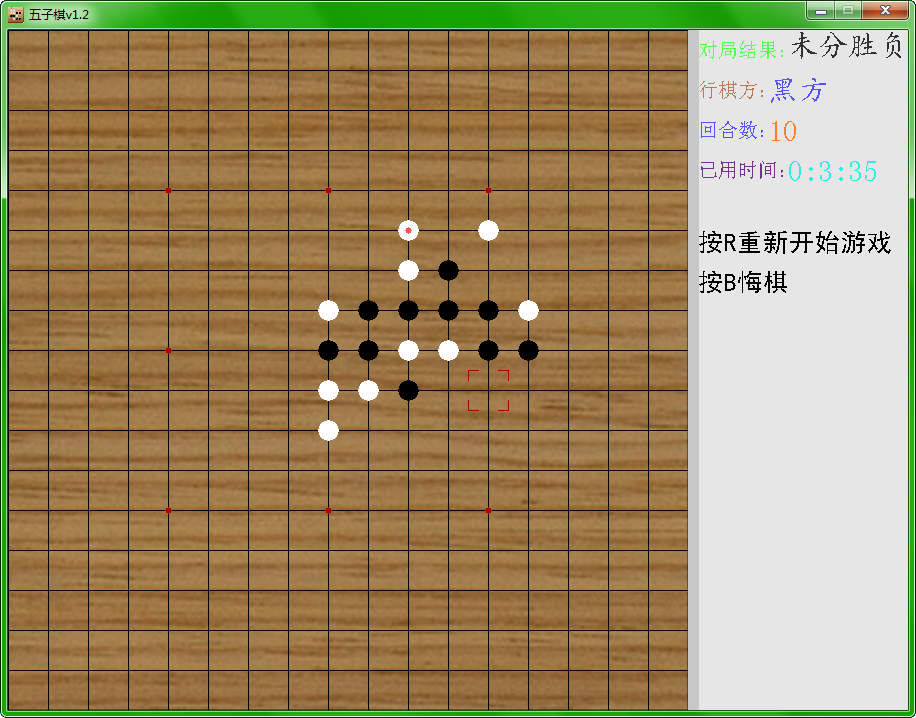 五子棋v1.2
对局结果:未分胜负
行棋方:黑方
回合数:10
已用时间:0:3:35
按R重新开始游戏
按B悔棋